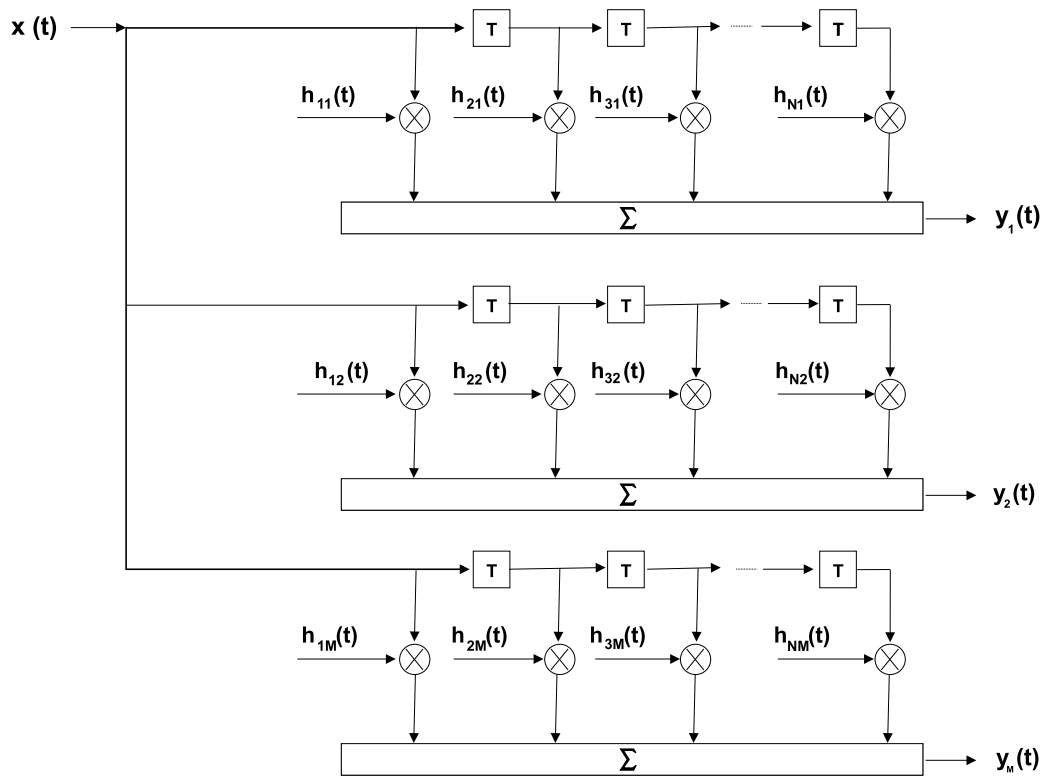 x (t) T T T
h11(t) h21(t) h31(t) hN1(t)
Σ y1(t)
T T T
h12(t) h22(t) h32(t) hN2(t)
Σ y2(t)
T T T
h1M(t) h2M(t) h3M(t) hNM(t)
Σ yM(t)